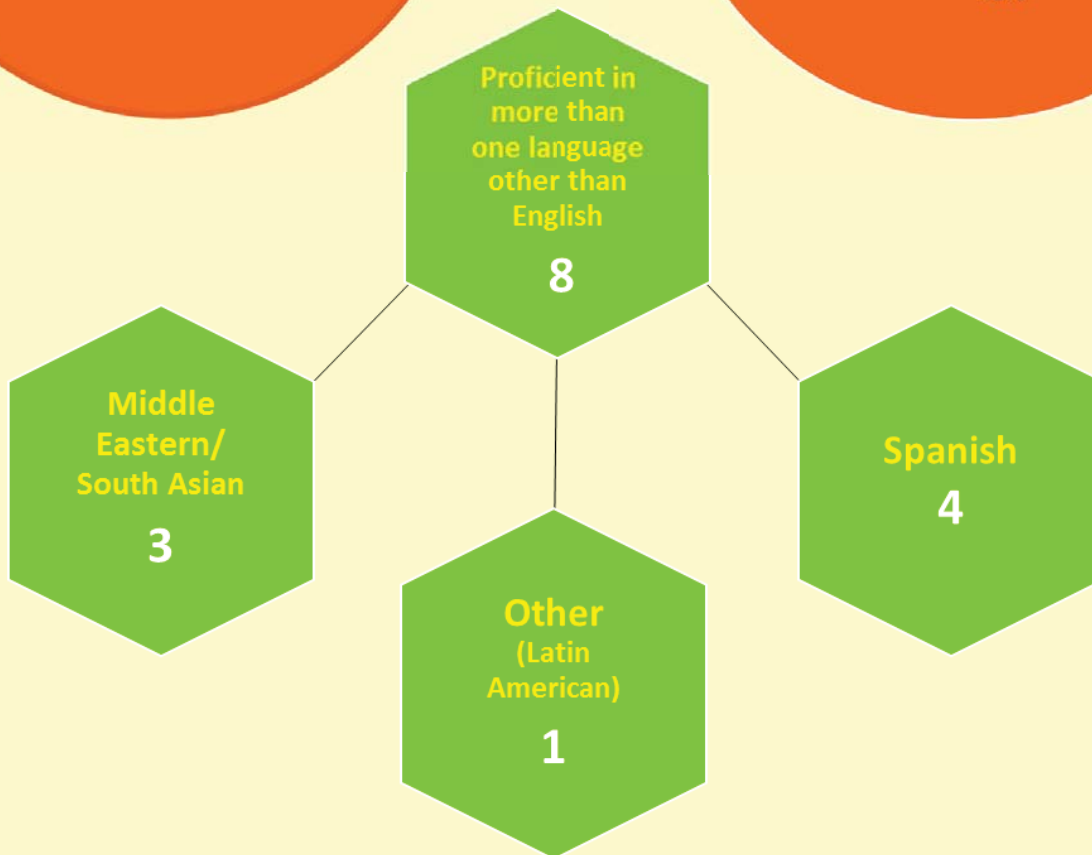 Proficient in
more than
one language
other than
English
8
Middle
Eastern/
South Asian
3
Spanish
4
Other
(Latin
American)
1